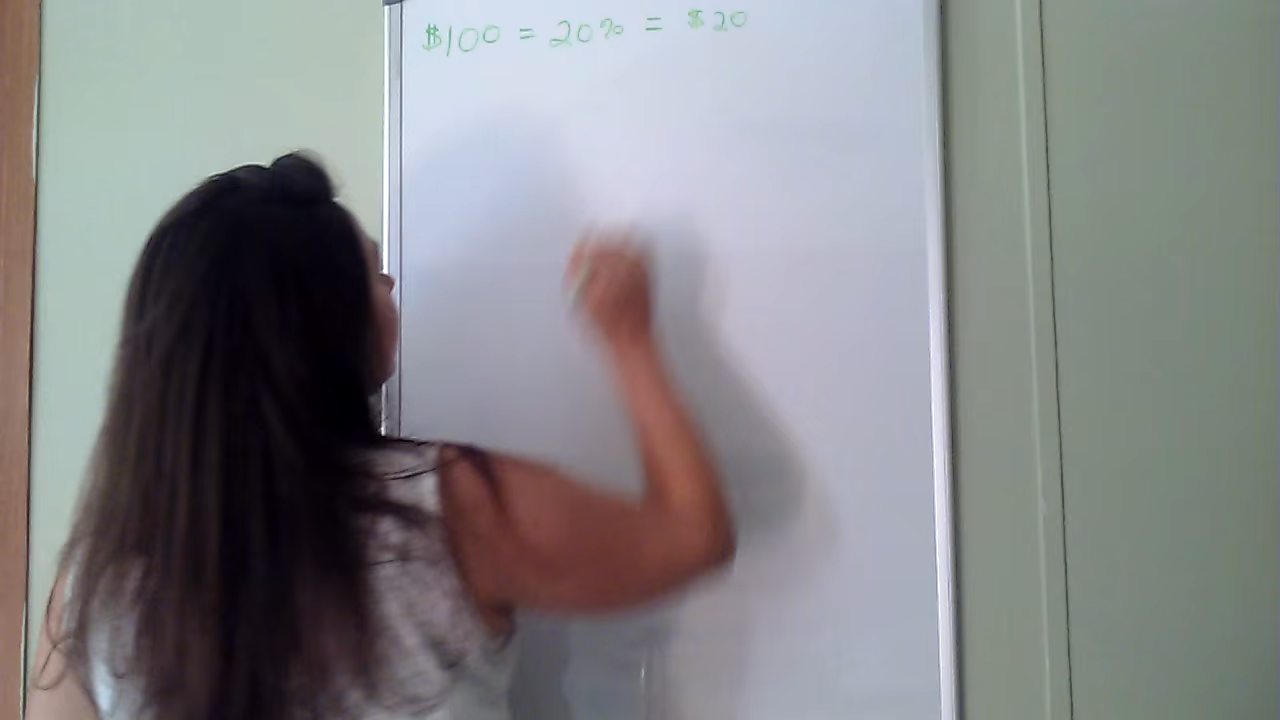 $100 = 20% = $20